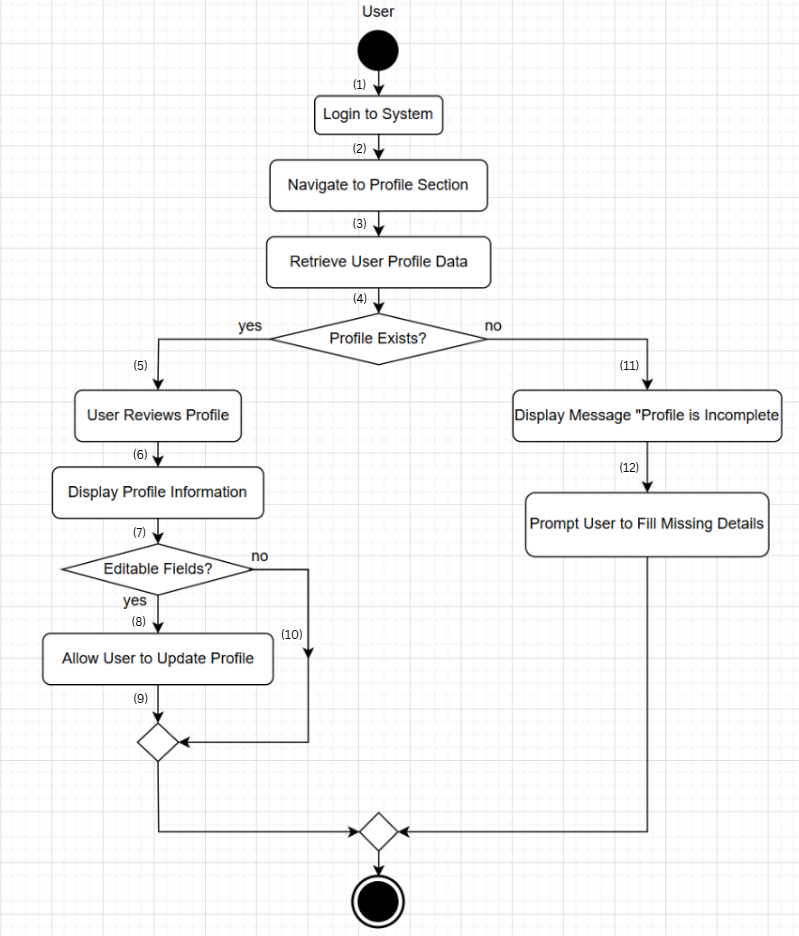 User
(1)
Login to System
(2)
Navigate to Profile Section
(3)
Retrieve User Profile Data
(4)
yes
Profile Exists?
no
(5)
(11)
User Reviews Profile
Display Message "Profile is Incomplete
(6)
(12)
Display Profile Information
Prompt User to Fill Missing Details
(7)
no
Editable Fields?
yes
(8)
(10)
Allow User to Update Profile
(9)